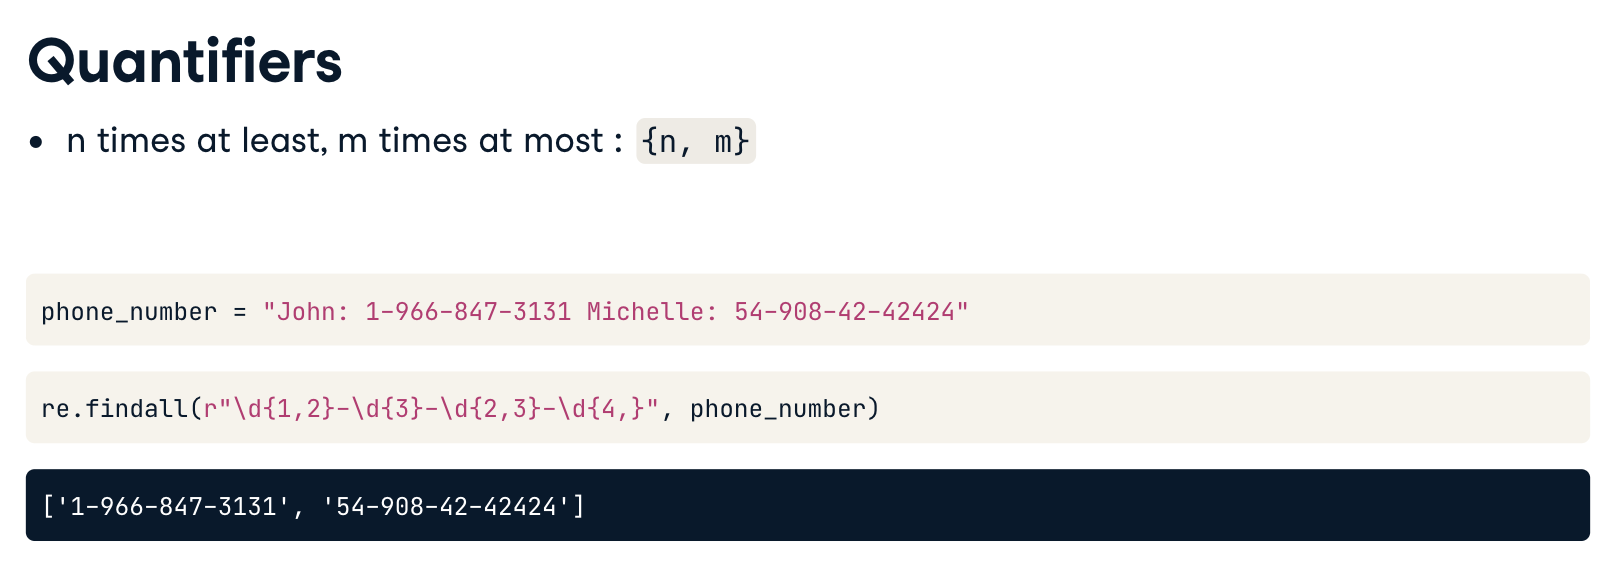 Quantifiers
• n times at least, m times at most : {n, m}
phone_number = "John: 1-966-847-3131 Michelle: 54-908-42-42424"
re.findall(r"\d{1,2}-\d{3}-\d{2,3}-\d{4,}", phone_number)
['1-966-847-3131', '54-908-42-42424']